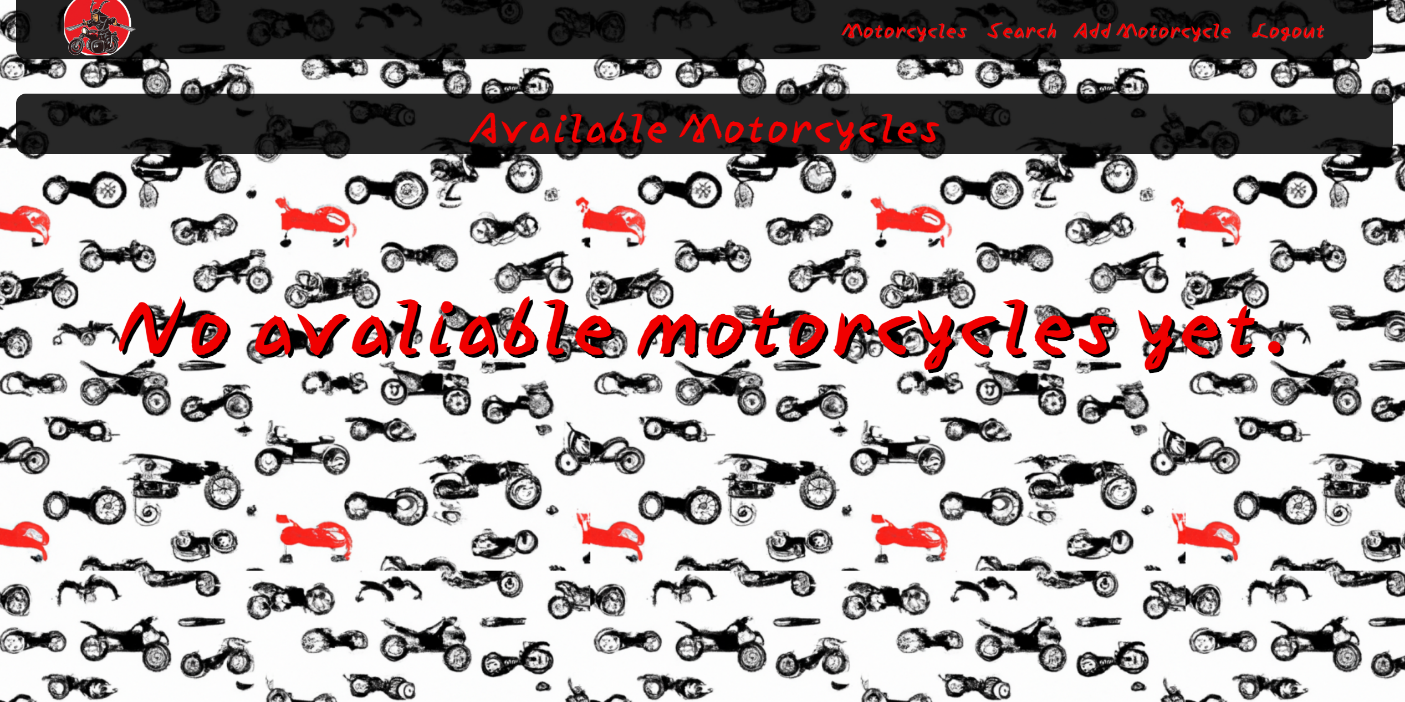 Motorcycles Search Add Motorcycle Logout
Available Motorcycles
No avaliable motorcycles yet.